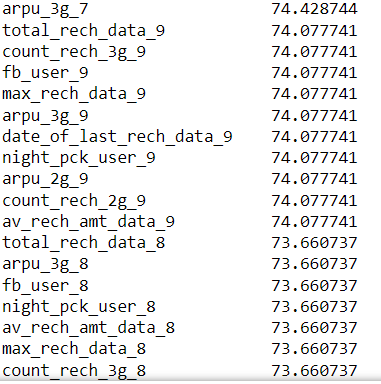 arpu_3g_7 74.428744
total_rech_data_9 74.077741
count_rech_3g_9 74.077741
fb_user_9 74.077741
max_rech_data_9 74.077741
arpu_3g_9 74.077741
date_of_last_rech_data_9 74.077741
night_pck_user_9 74.077741
arpu_2g_9 74.077741
count_rech_2g_9 74.077741
av_rech_amt_data_9 74.077741
total_rech_data_8 73.660737
arpu_3g_8 73.660737
fb_user_8 73.660737
night_pck_user_8 73.660737
av_rech_amt_data_8 73.660737
max_rech_data_8 73.660737
count_rech_3g_8 73.660737